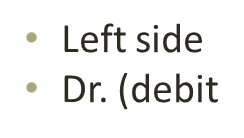 • Left side
• Dr. (debit